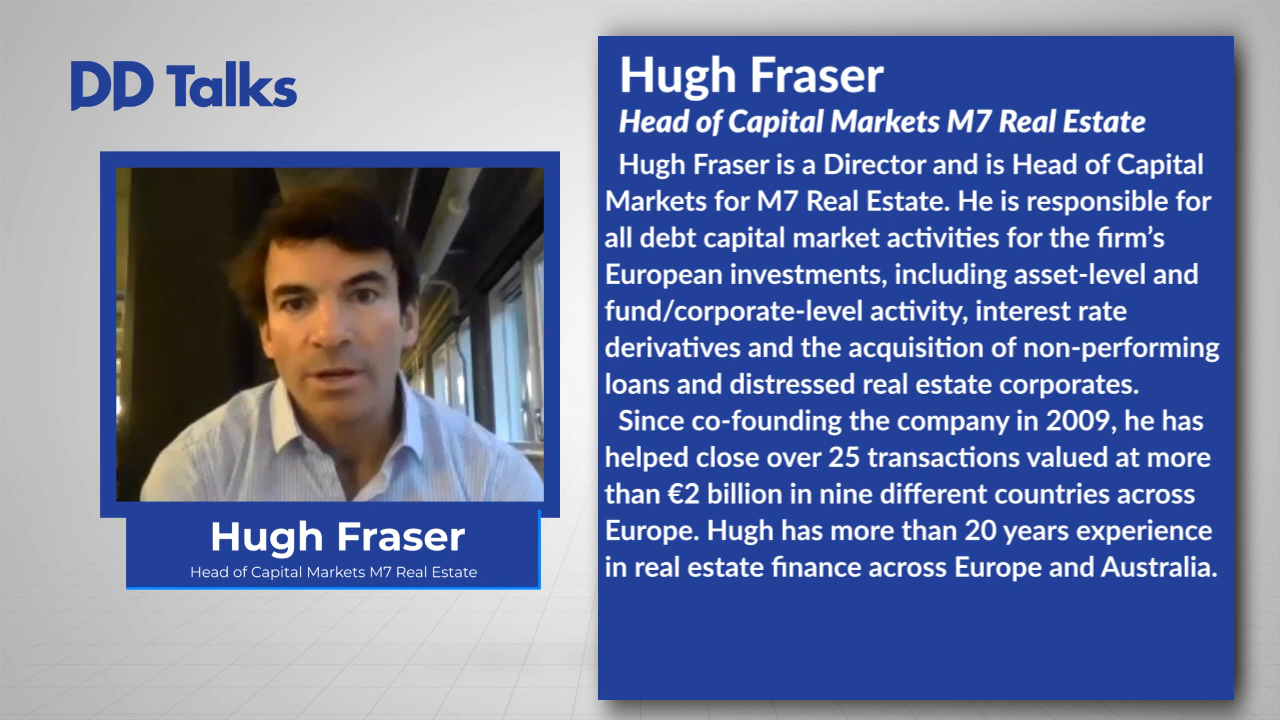 DD Talks
Hugh Fraser
Head of Capital Markets M7 Real Estate
Hugh Fraser
Head of Capital Markets M7 Real Estate
Hugh Fraser is a Director and is Head of Capital
Markets for M7 Real Estate. He is responsible for
all debt capital market activities for the firm’s
European investments, including asset-level and
fund/corporate-level activity, interest rate
derivatives and the acquisition of non-performing
loans and distressed real estate corporates.
Since co-founding the company in 2009, he has
helped close over 25 transactions valued at more
than €2 billion in nine different countries across
Europe. Hugh has more than 20 years experience
in real estate finance across Europe and Australia.